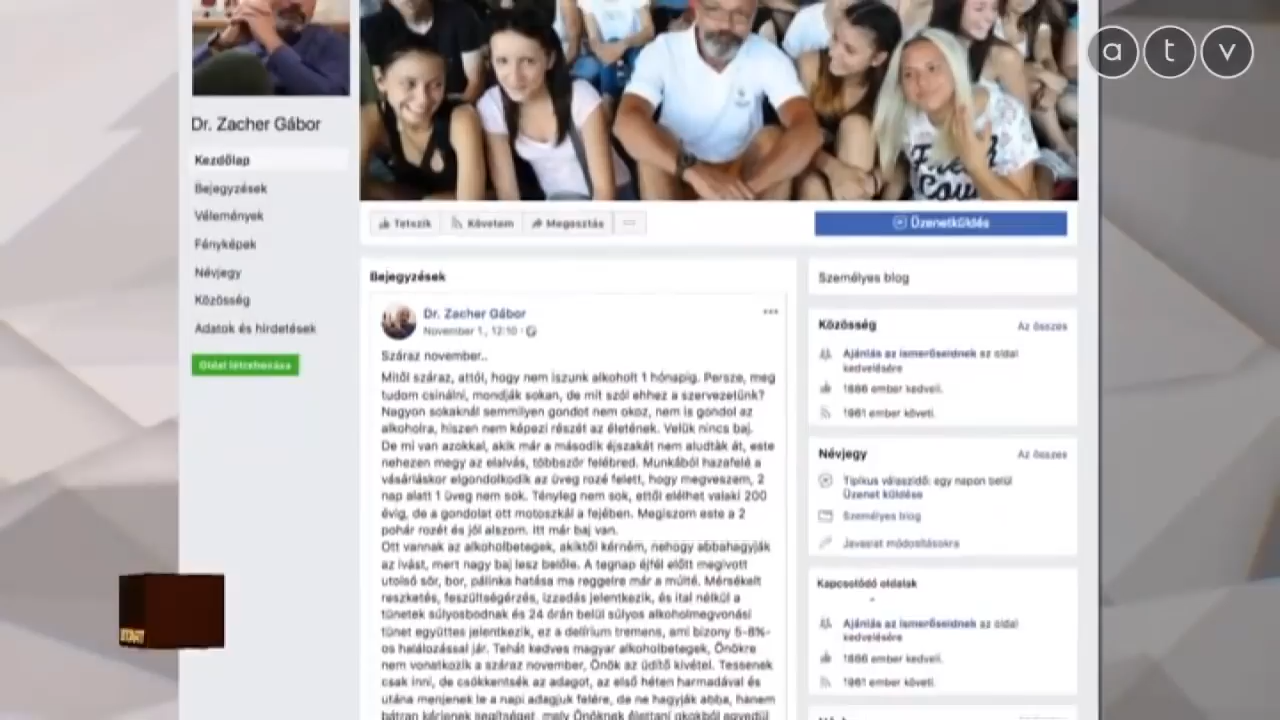 atv
Dr. Zacher Gábor
Kezdőlap
Bejegyzések
Vélemények
Fényképek
Névjegy
Közösség
Adatok és hirdetések
Oldal létrehozása
French
Cou
Tetszik
Követem
Megosztás
Üzenetküldés
Bejegyzések
Dr. Zacher Gábor
November 1., 12:10
Száraz november..
Mitől száraz, attól, hogy nem iszunk alkoholt 1 hónapig. Persze, meg
tudom csinálni, mondják sokan, de mit szól ehhez a szervezetünk?
Nagyon sokaknál semmilyen gondot nem okoz, nem is gondol az
alkoholra, hiszen nem képezi részét az életének. Velük nincs baj.
De mi van azokkal, akik már a második éjszakát nem aludták át, este
nehezen megy az elalvás, többször felébred. Munkából hazafelé a
vásárláskor elgondolkodik az üveg rozé felett, hogy megveszem, 2
nap alatt 1 üveg nem sok. Tényleg nem sok, ettől elélhet valaki 200
évig, de a gondolat ott motoszkál a fejében. Megiszom este a 2
pohár rozét és jól alszom. Itt már baj van.
Ott vannak az alkoholbetegek, akiktől kérném, nehogy abbahagyják
az ivást, mert nagy baj lesz belőle. A tegnap éjfél előtt megivott
utolsó sör, bor, pálinka hatása ma reggelre már a múlté. Mérsékelt
reszketés, feszültségérzés, izzadás jelentkezik, és ital nélkül a
tünetek súlyosbodnak és 24 órán belül súlyos alkoholmegvonási
tünet együttes jelentkezik, ez a delírium tremens, ami bizony 5-8%-
os halálozással jár. Tehát kedves magyar alkoholbetegek, Önökre
nem vonatkozik a száraz november, Önök az üdítő kivétel. Tessenek
csak inni, de csökkentsék az adagot, az első héten harmadával és
utána menjenek le a napi adagjuk felére, de ne hagyják abba, hanem
bátran kérjenek segítséget, mely Önöknek élettani okokból egyedül
Személyes blog
Közösség
Az összes
Ajánlás az ismerőseidnek az oldal
kedvelésére
1886 ember kedveli.
1961 ember követi.
Névjegy
Az összes
Tipikus válaszidő: egy napon belül
Üzenet küldése
Személyes blog
Javaslat módosításokra
Kapcsolódó oldalak
Ajánlás az ismerőseidnek az oldal
kedvelésére
1886 ember kedveli.
1961 ember követi.
START